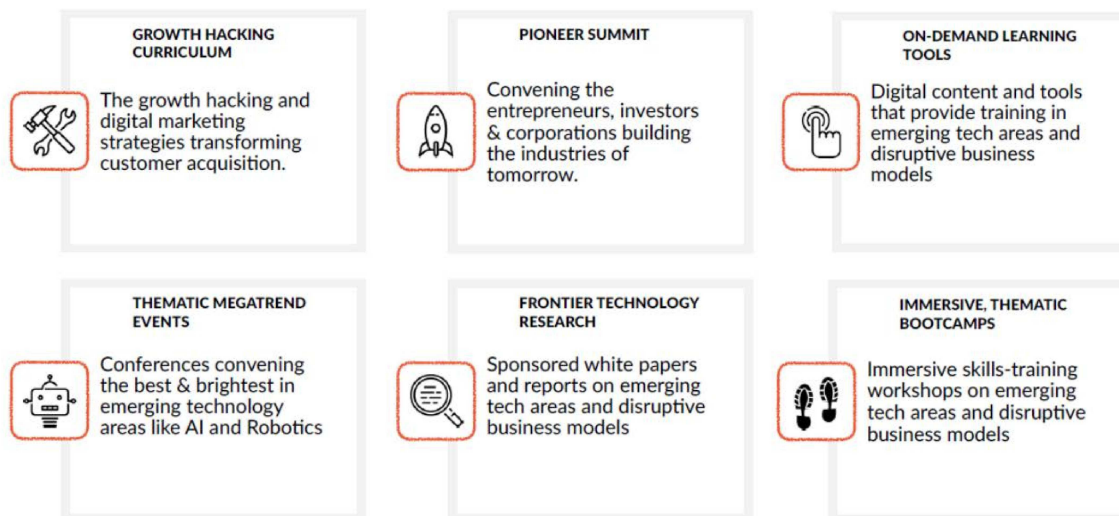 GROWTH HACKING
CURRICULUM
The growth hacking and
digital marketing
strategies transforming
customer acquisition.
PIONEER SUMMIT
Convening the
entrepreneurs, investors
& corporations building
the industries of
tomorrow.
ON-DEMAND LEARNING
TOOLS
Digital content and tools
that provide training in
emerging tech areas and
disruptive business
models
THEMATIC MEGATREND
EVENTS
Conferences convening
the best & brightest in
emerging technology
areas like AI and Robotics
FRONTIER TECHNOLOGY
RESEARCH
Sponsored white papers
and reports on emerging
tech areas and disruptive
business models
IMMERSIVE, THEMATIC
BOOTCAMPS
Immersive skills-training
workshops on emerging
tech areas and disruptive
business models